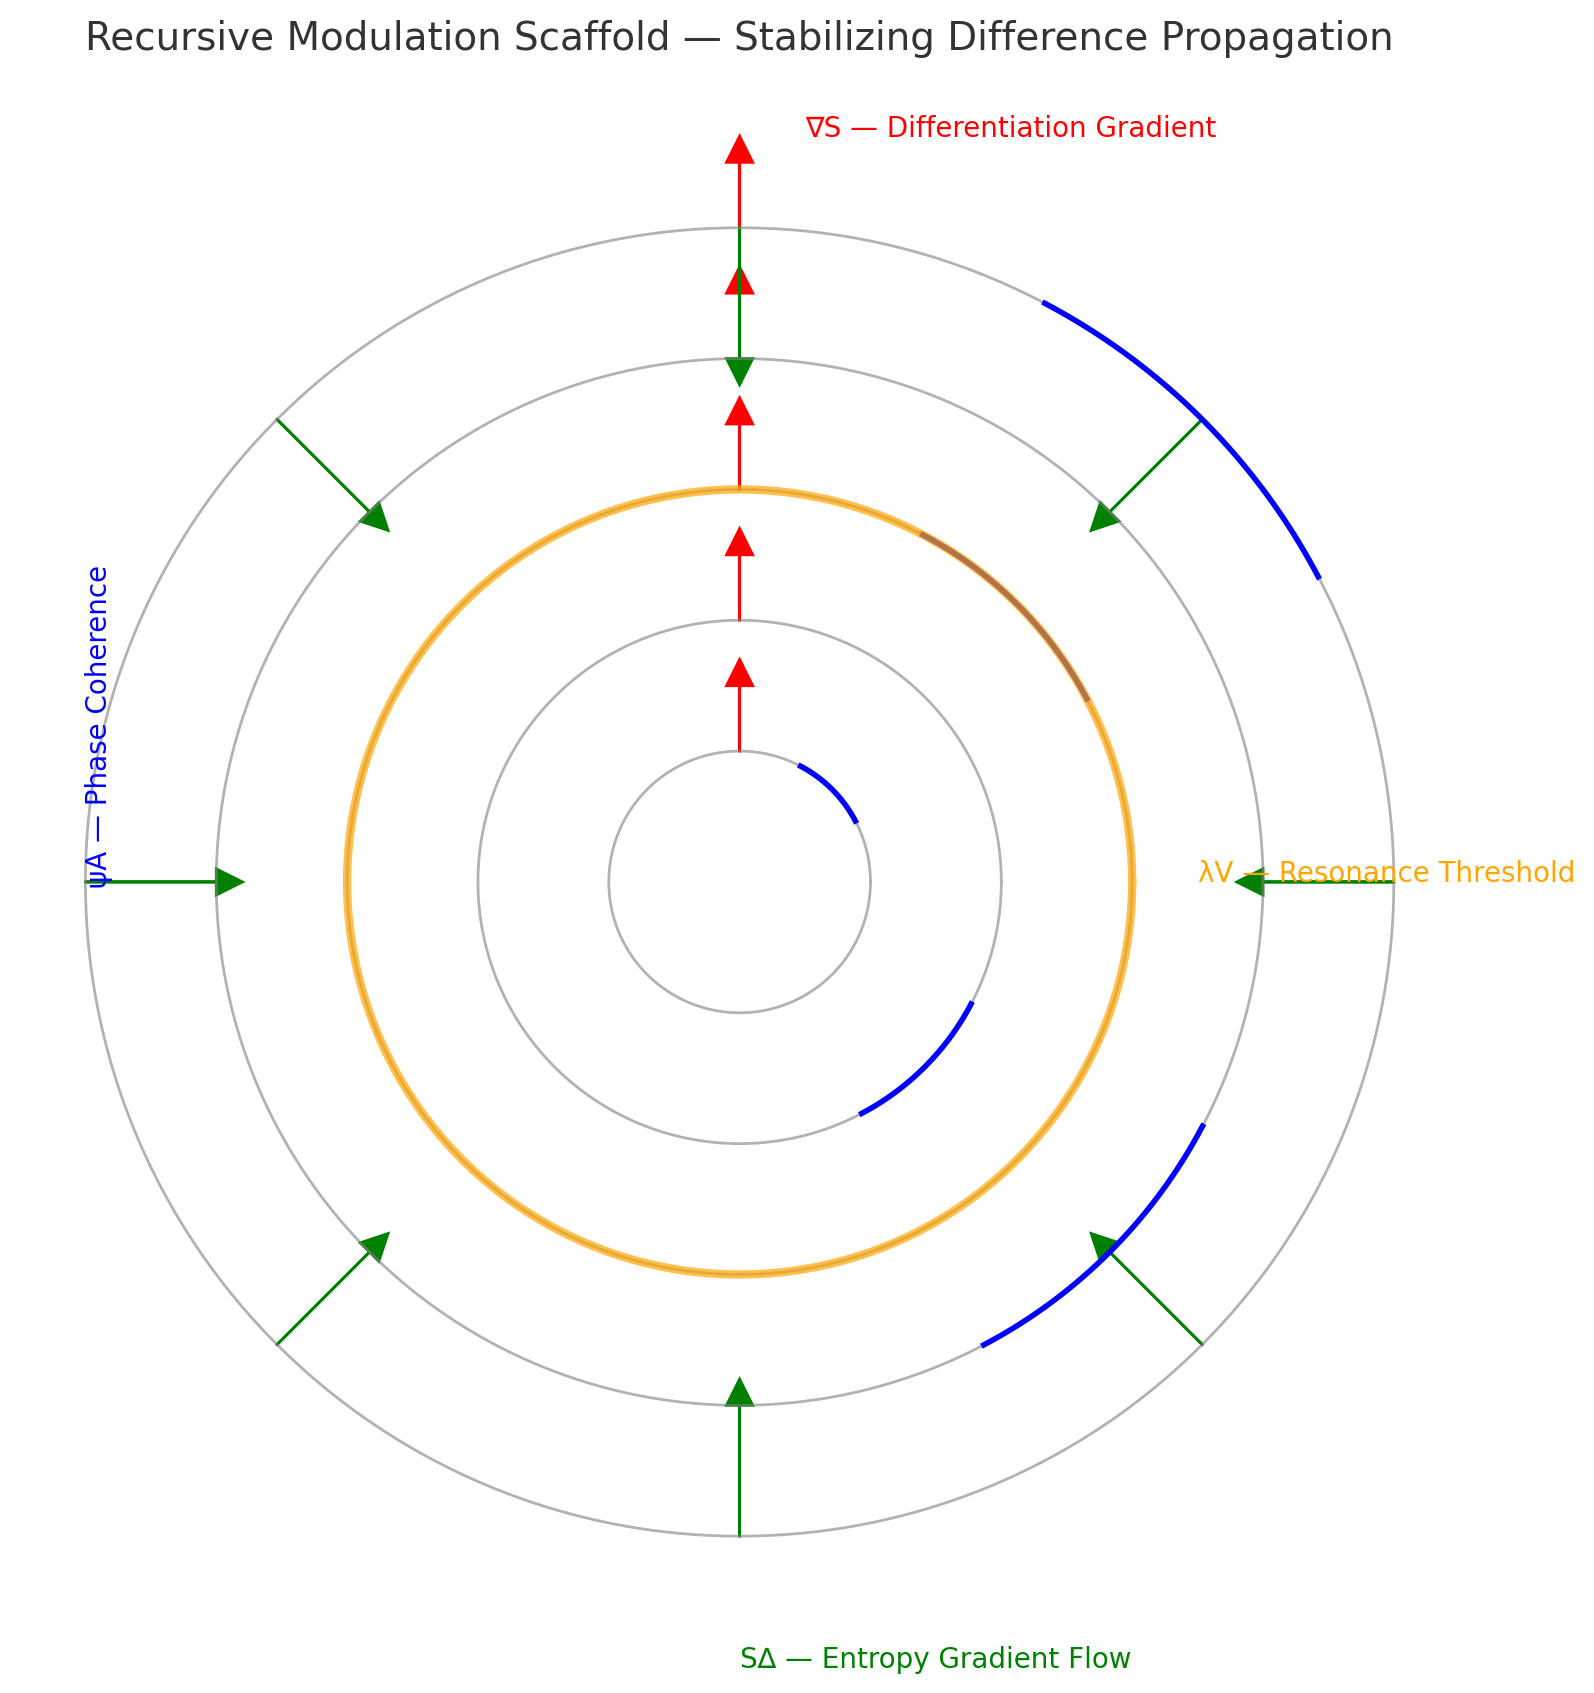 Recursive Modulation Scaffold — Stabilizing Difference Propagation
∇S — Differentiation Gradient
ψA — Phase Coherence
λV — Resonance Threshold
SΔ — Entropy Gradient Flow